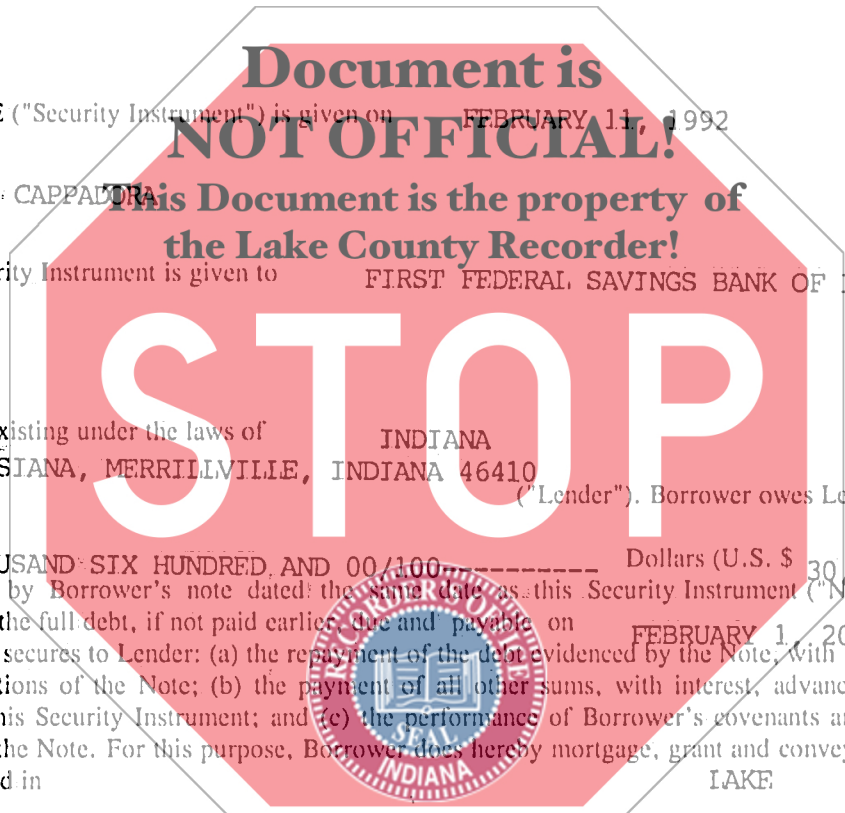 Document is
("Security Instrument") is given on FEBRUARY 11, 1992
NOT OFFICIAL!
CAPPADORA
This Document is the property of
the Lake County Recorder!
rity Instrument is given to FIRST FEDERAL SAVINGS BANK OF
STOP
xisting under the laws of INDIANA
SIANA, MERRILLVILLE, INDIANA 46410
("Lender"). Borrower owes Le
USAND SIX HUNDRED AND 00/100---------- Dollars (U.S. $ 30
by Borrower's note dated the same date as this Security Instrument ("N
the full debt, if not paid earlier, due and payable on FEBRUARY 1, 20
secures to Lender: (a) the repayment of the debt evidenced by the Note, with
ions of the Note; (b) the payment of all other sums, with interest, advanc
his Security Instrument; and (c) the performance of Borrower's covenants a
the Note. For this purpose, Borrower does hereby mortgage, grant and convey
d in LAKE
RECORDER'S OFFICE
SEAL
INDIANA